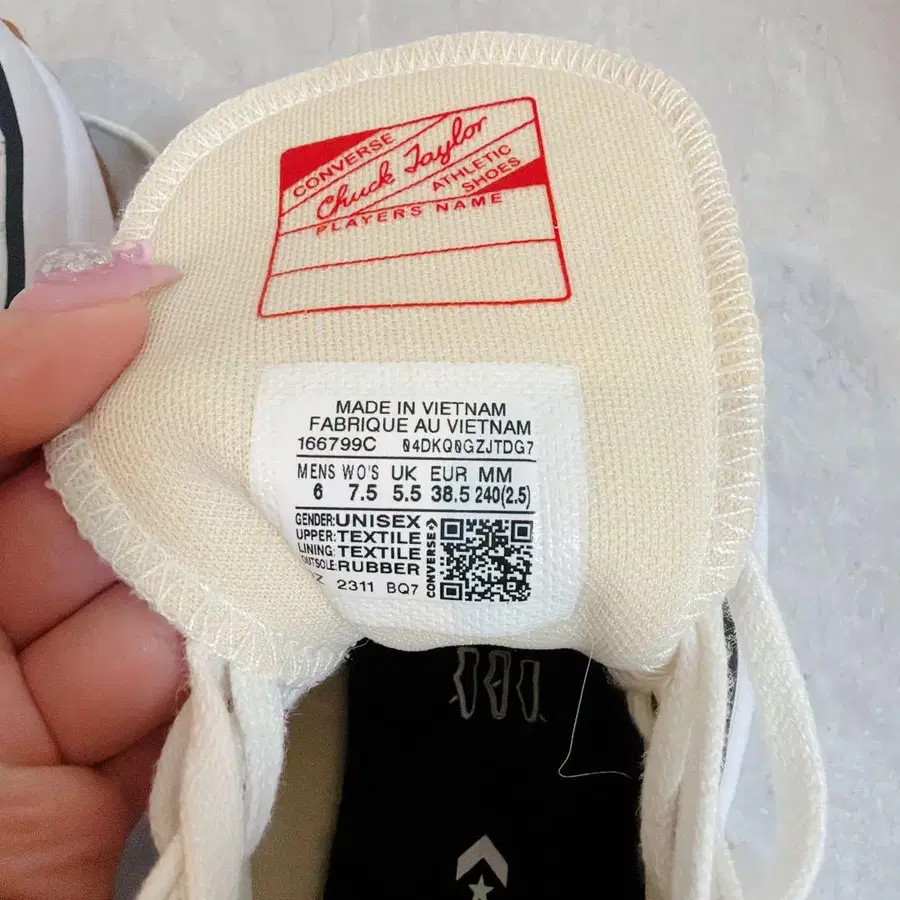 CONVERSE
Chuck Taylor
ATHLETIC
SHOES
PLAYERS NAME
MADE IN VIETNAM
FABRIQUE AU VIETNAM
166799C 04DKQ0GZJTDG7
MENS WO'S UK EUR MM
6 7.5 5.5 38.5 240(2.5)
GENDER:UNISEX
UPPER:TEXTILE
LINING:TEXTILE
OUTSOLE:RUBBER
2311 BQ7
CONVERSE